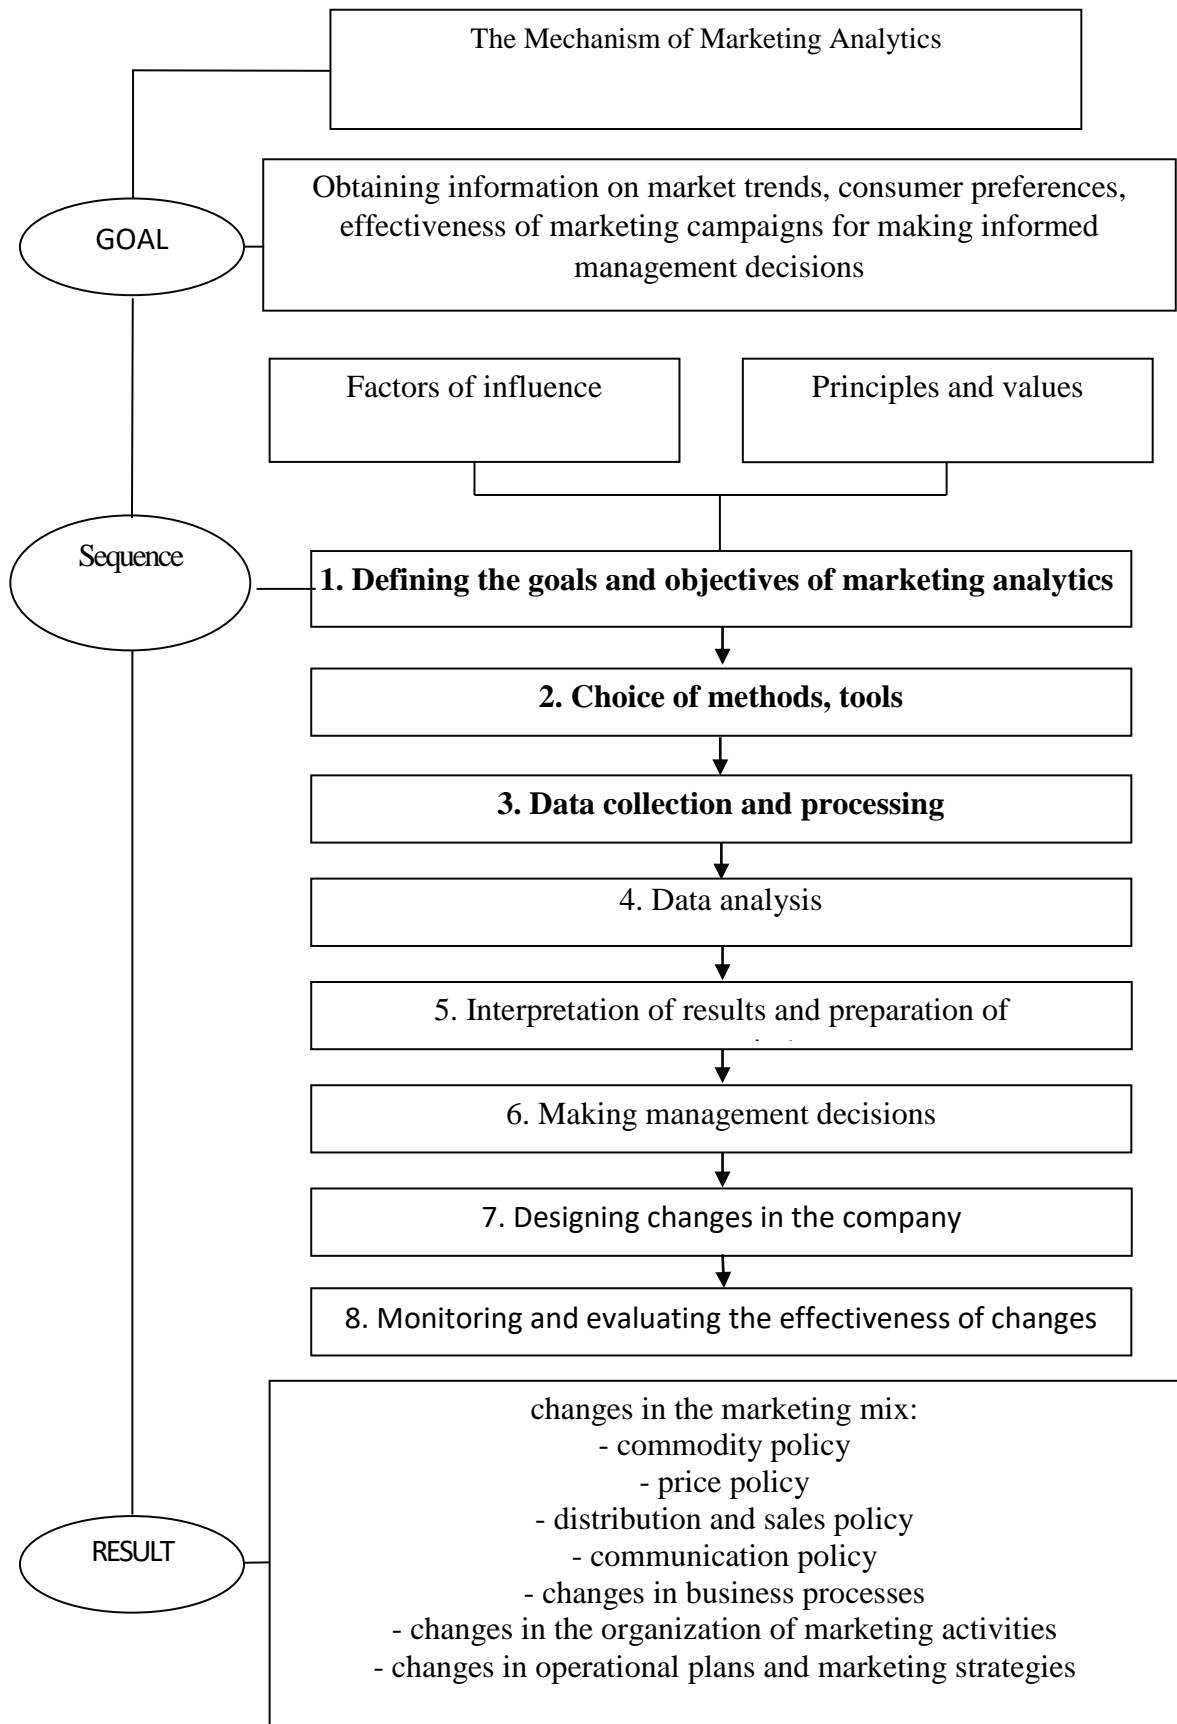 The Mechanism of Marketing Analytics
GOAL
Obtaining information on market trends, consumer preferences,
effectiveness of marketing campaigns for making informed
management decisions
Factors of influence
Principles and values
Sequence
1. Defining the goals and objectives of marketing analytics
2. Choice of methods, tools
3. Data collection and processing
4. Data analysis
5. Interpretation of results and preparation of
6. Making management decisions
7. Designing changes in the company
8. Monitoring and evaluating the effectiveness of changes
RESULT
changes in the marketing mix:
- commodity policy
- price policy
- distribution and sales policy
- communication policy
- changes in business processes
- changes in the organization of marketing activities
- changes in operational plans and marketing strategies